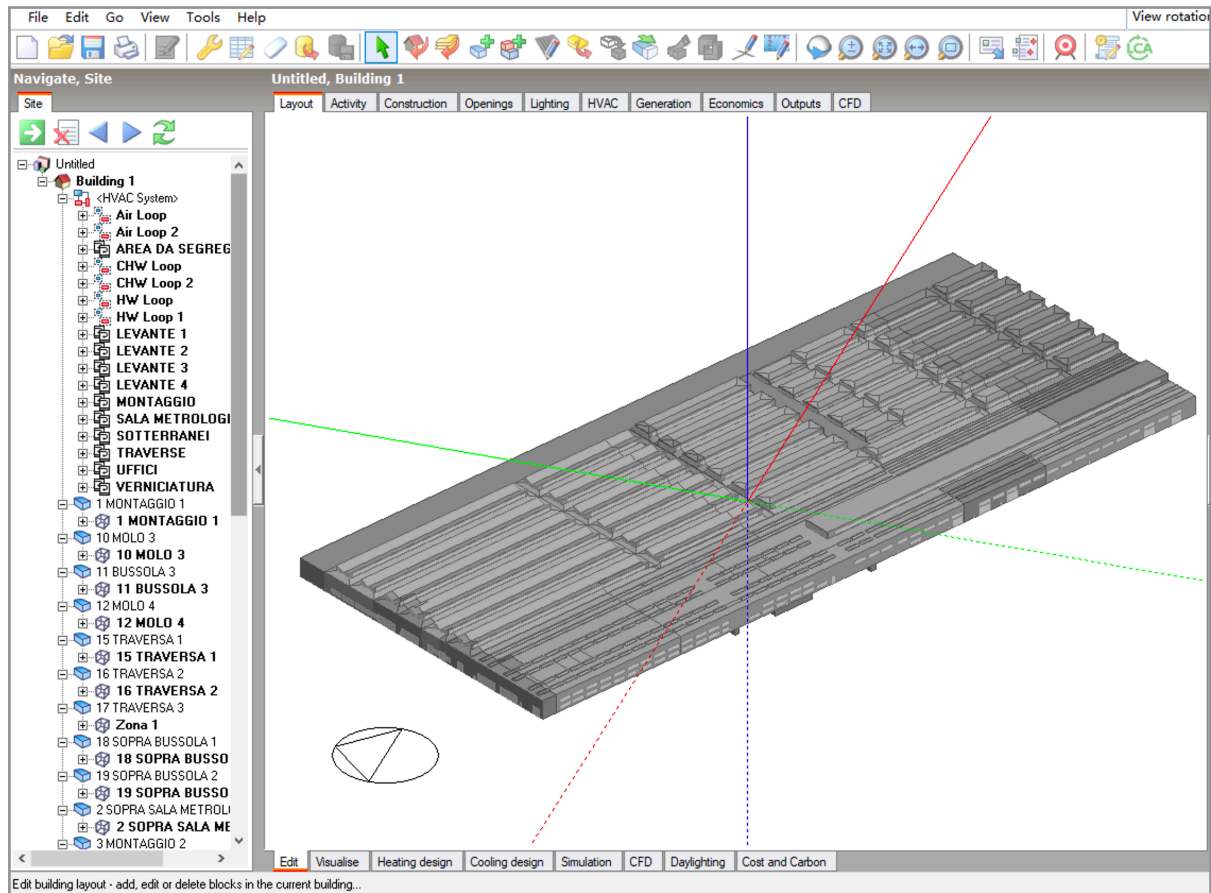 File Edit Go View Tools Help
View rotation
Navigate, Site
Untitled, Building 1
Site
Layout Activity Construction Openings Lighting HVAC Generation Economics Outputs CFD
Untitled
Building 1
<HVAC System>
Air Loop
Air Loop 2
AREA DA SEGREG
CHW Loop
CHW Loop 2
HW Loop
HW Loop 1
LEVANTE 1
LEVANTE 2
LEVANTE 3
LEVANTE 4
MONTAGGIO
SALA METROLOGI
SOTTERRANEI
TRAVERSE
UFFICI
VERNICIATURA
1 MONTAGGIO 1
1 MONTAGGIO 1
10 MOLO 3
10 MOLO 3
11 BUSSOLA 3
11 BUSSOLA 3
12 MOLO 4
12 MOLO 4
15 TRAVERSA 1
15 TRAVERSA 1
16 TRAVERSA 2
16 TRAVERSA 2
17 TRAVERSA 3
Zona 1
18 SOPRA BUSSOLA 1
18 SOPRA BUSSO
19 SOPRA BUSSOLA 2
19 SOPRA BUSSO
2 SOPRA SALA METROL
2 SOPRA SALA ME
3 MONTAGGIO 2
Edit Visualise Heating design Cooling design Simulation CFD Daylighting Cost and Carbon
Edit building layout - add, edit or delete blocks in the current building...
CA